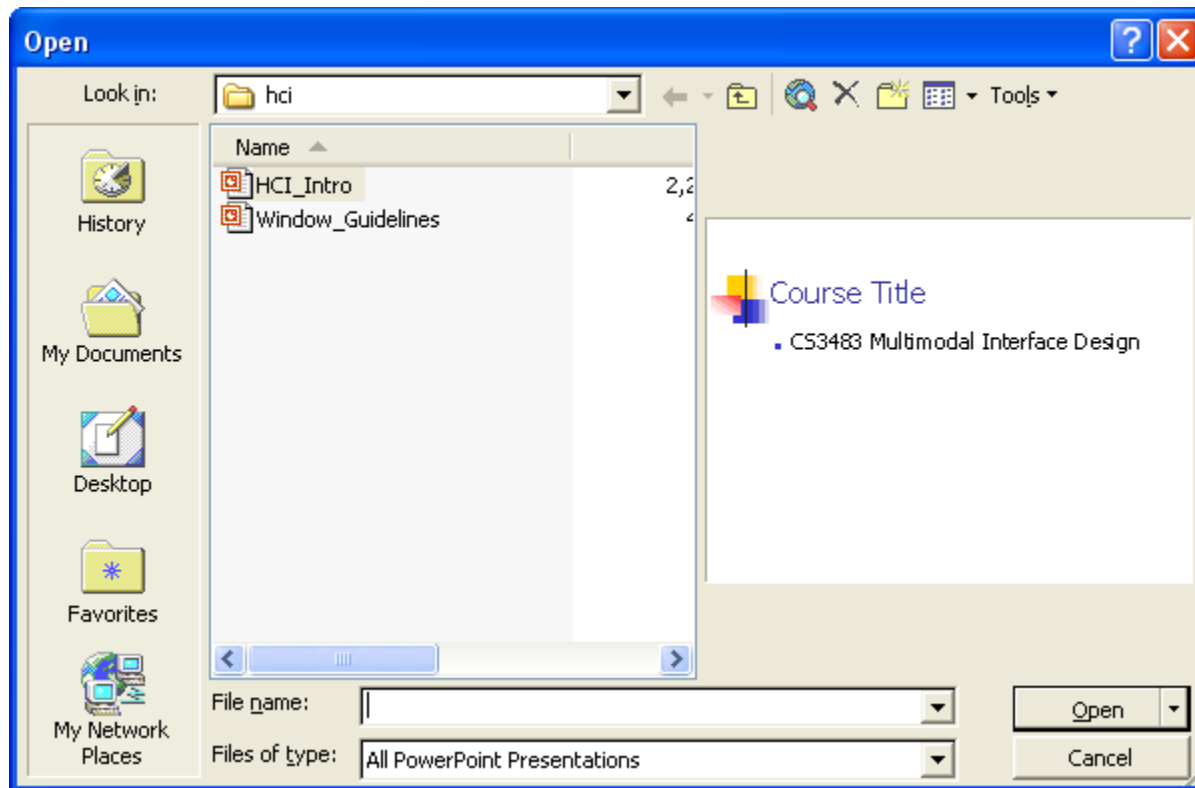 Open
Look in:
hci
Tools
History
My Documents
Desktop
Favorites
My Network
Places
Name
HCI_Intro
2,2
Window_Guidelines
Course Title
CS3483 Multimodal Interface Design
File name:
Open
Files of type:
All PowerPoint Presentations
Cancel